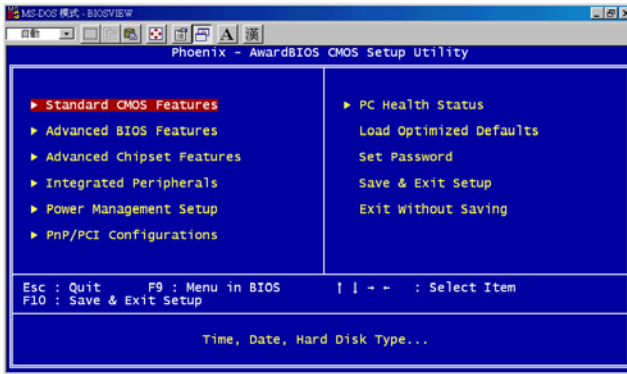 MS-DOS 模式 - BIOSVIEW
自動
A 漢
Phoenix - AwardBIOS CMOS Setup Utility
▶ Standard CMOS Features
▶ Advanced BIOS Features
▶ Advanced Chipset Features
▶ Integrated Peripherals
▶ Power Management Setup
▶ PnP/PCI Configurations
▶ PC Health Status
Load Optimized Defaults
Set Password
Save & Exit Setup
Exit Without Saving
Esc : Quit F9 : Menu in BIOS ↑ ↓ → ← : Select Item
F10 : Save & Exit Setup
Time, Date, Hard Disk Type...